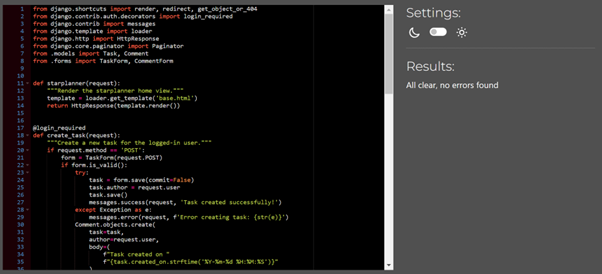 1 from django.shortcuts import render, redirect, get_object_or_404
2 from django.contrib.auth.decorators import login_required
3 from django.contrib import messages
4 from django.template import loader
5 from django.http import HttpResponse
6 from django.core.paginator import Paginator
7 from .models import Task, Comment
8 from .forms import TaskForm, CommentForm
9
10
11 def starplanner(request):
12 """Render the starplanner home view."""
13 template = loader.get_template('base.html')
14 return HttpResponse(template.render())
15
16
17 @login_required
18 def create_task(request):
19 """Create a new task for the logged-in user."""
20 if request.method == 'POST':
21 form = TaskForm(request.POST)
22 if form.is_valid():
23 try:
24 task = form.save(commit=False)
25 task.author = request.user
26 task.save()
27 messages.success(request, 'Task created successfully!')
28 except Exception as e:
29 messages.error(request, f'Error creating task: {str(e)}')
30 Comment.objects.create(
31 task=task,
32 author=request.user,
33 body=(
34 f"Task created on "
35 f"{task.created_on.strftime('%Y-%m-%d %H:%M:%S')}"
Settings:
Results:
All clear, no errors found